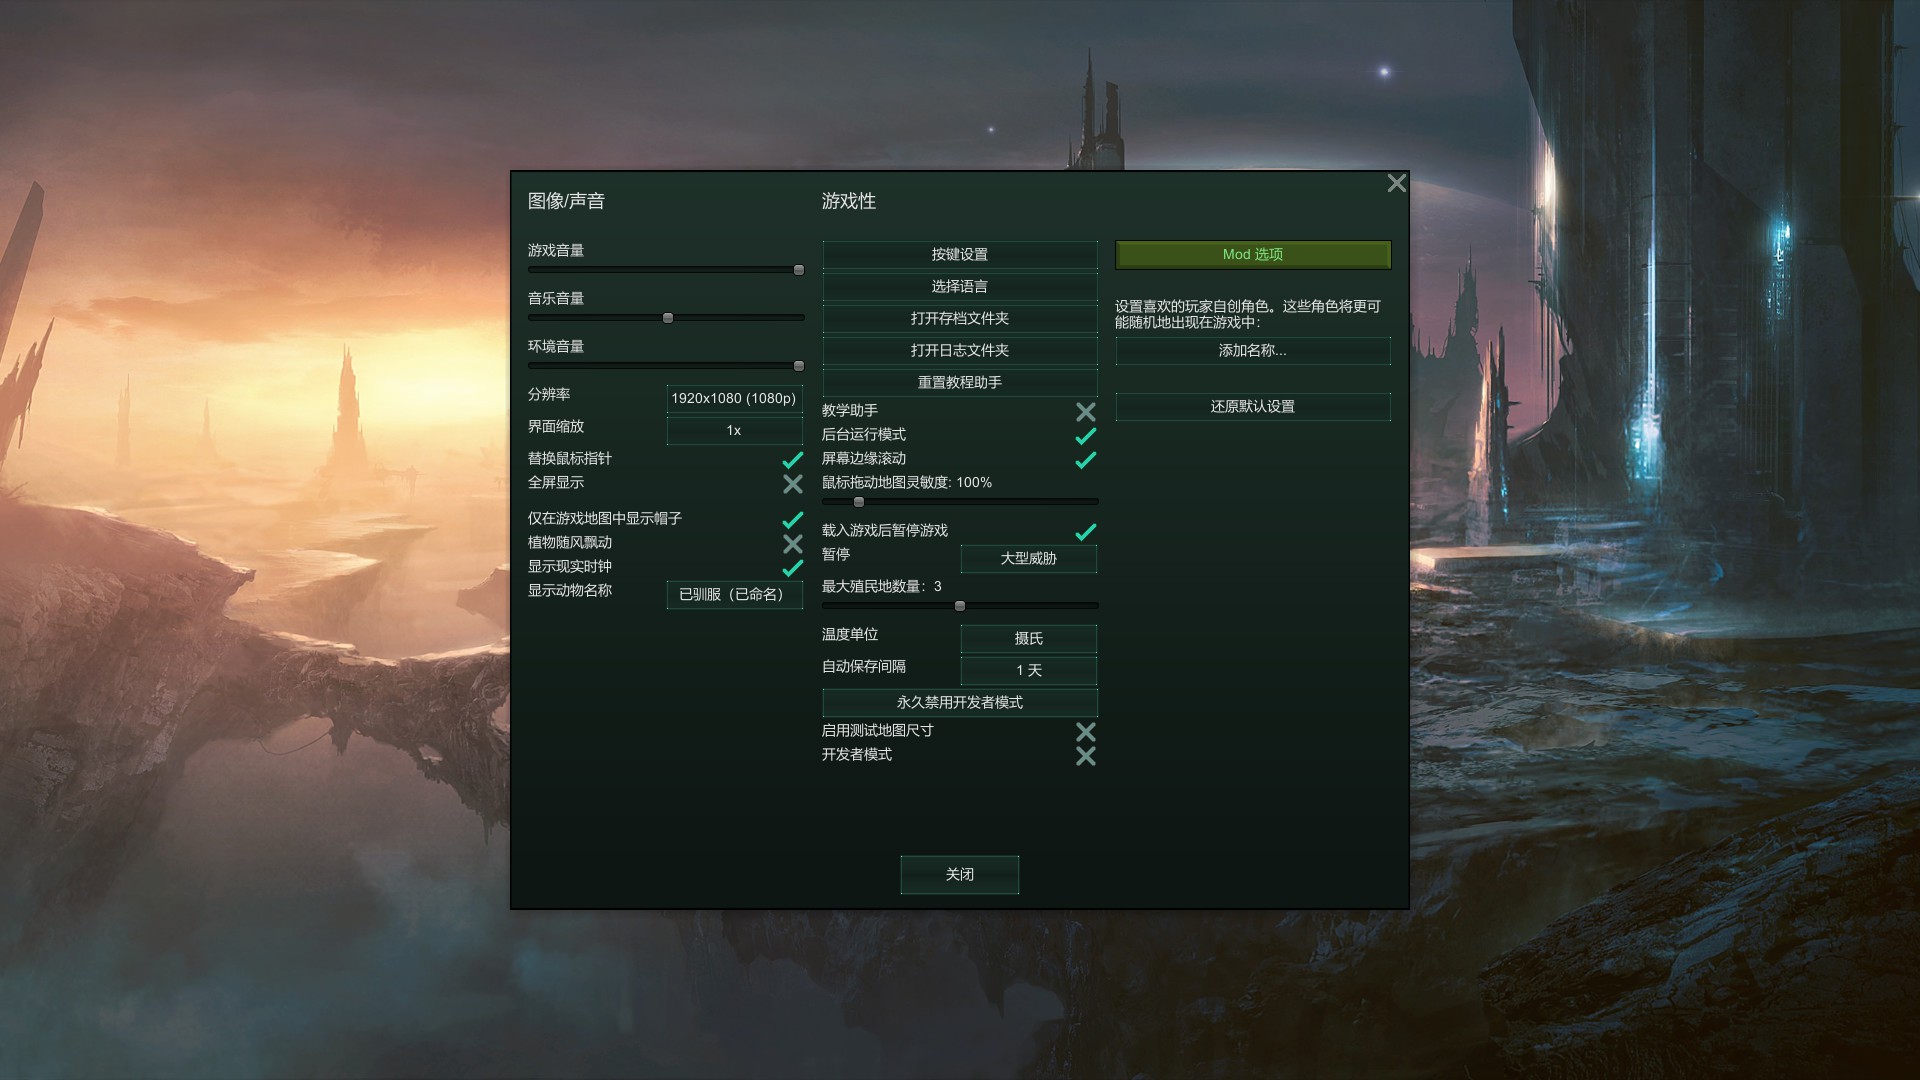 图像/声音
游戏音量
音乐音量
环境音量
分辨率
1920x1080 (1080p)
界面缩放
1x
替换鼠标指针
全屏显示
仅在游戏地图中显示帽子
植物随风飘动
显示现实时钟
显示动物名称
已驯服（已命名）
游戏性
按键设置
选择语言
打开存档文件夹
打开日志文件夹
重置教程助手
教学助手
后台运行模式
屏幕边缘滚动
鼠标拖动地图灵敏度: 100%
载入游戏后暂停游戏
暂停
大型威胁
最大殖民地数量：3
温度单位
摄氏
自动保存间隔
1 天
永久禁用开发者模式
启用测试地图尺寸
开发者模式
Mod 选项
设置喜欢的玩家自创角色。这些角色将更可
能随机地出现在游戏中：
添加名称...
还原默认设置
关闭